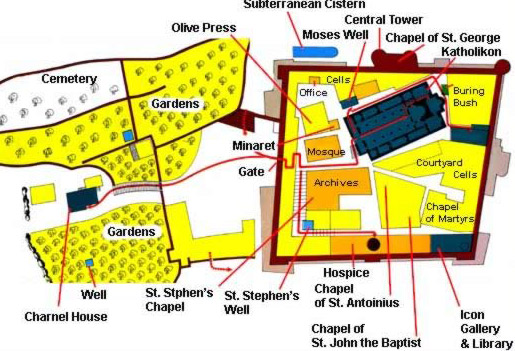 Subterranean Cistern
Olive Press
Moses Well
Central Tower
Chapel of St. George
Katholikon
Cemetery
Gardens
Office
Cells
Buring
Bush
Minaret
Mosque
Gate
Courtyard
Cells
Archives
Chapel
of Martyrs
Gardens
Well
Charnel House
St. Stphen's
Chapel
St. Stephen's
Well
Hospice
Chapel
of St. Antoinius
Chapel of
St. John the Baptist
Icon
Gallery
& Library